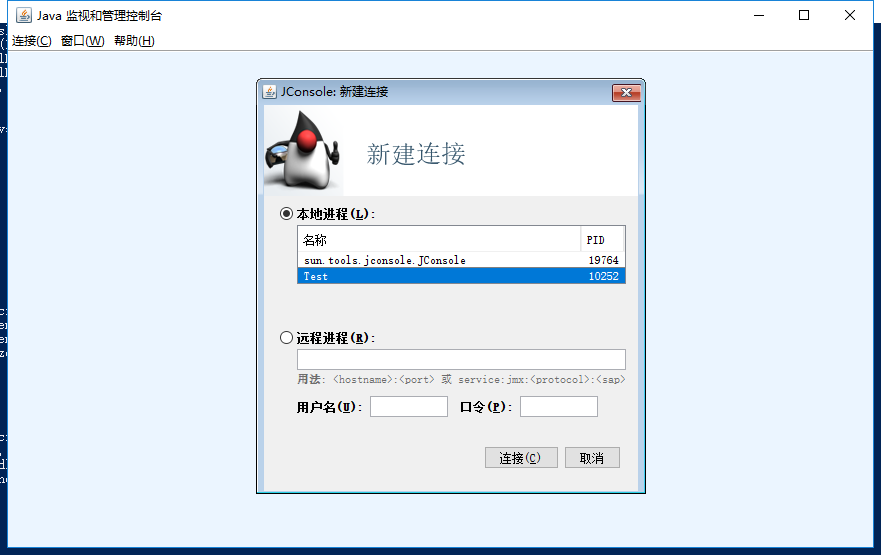 Java 监视和管理控制台
连接(C) 窗口(W) 帮助(H)
JConsole: 新建连接
新建连接
本地进程(L):
名称 PID
sun.tools.jconsole.JConsole 19764
Test 10252
远程进程(R):
用法: <hostname>:<port> 或 service:jmx:<protocol>:<sap>
用户名(U): 口令(P):
连接(C) 取消